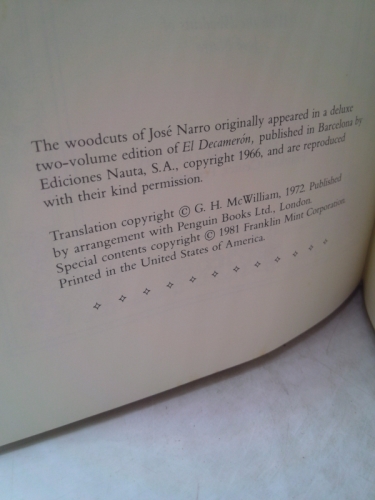 The woodcuts of José Narro originally appeared in a deluxe
two-volume edition of El Decamerón, published in Barcelona by
Ediciones Nauta, S.A., copyright 1966, and are reproduced
with their kind permission.
Translation copyright © G. H. McWilliam, 1972. Published
by arrangement with Penguin Books Ltd., London.
Special contents copyright © 1981 Franklin Mint Corporation.
Printed in the United States of America.